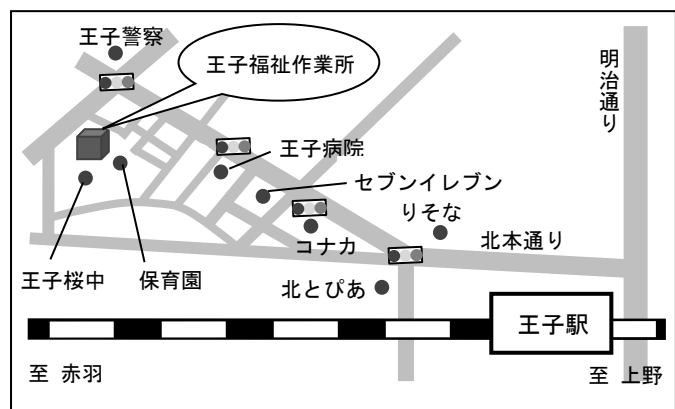 王子警察
王子福祉作業所
明治通り
王子病院
セブンイレブン
りそな
コナカ
北本通り
王子桜中
保育園
北とぴあ
王子駅
至 赤羽
至 上野